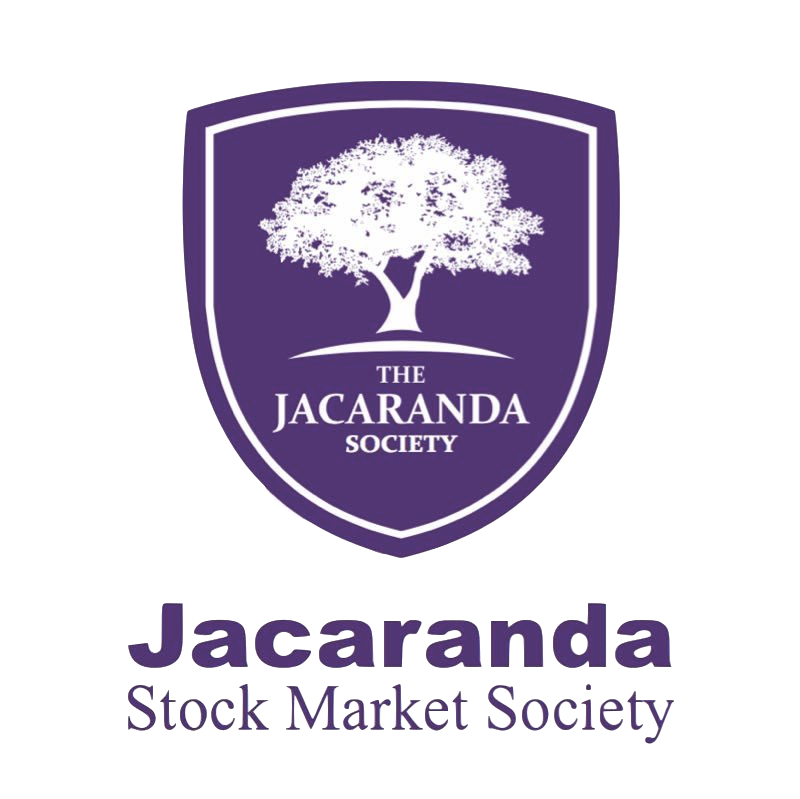 THE
JACARANDA
SOCIETY
Jacaranda
Stock Market Society